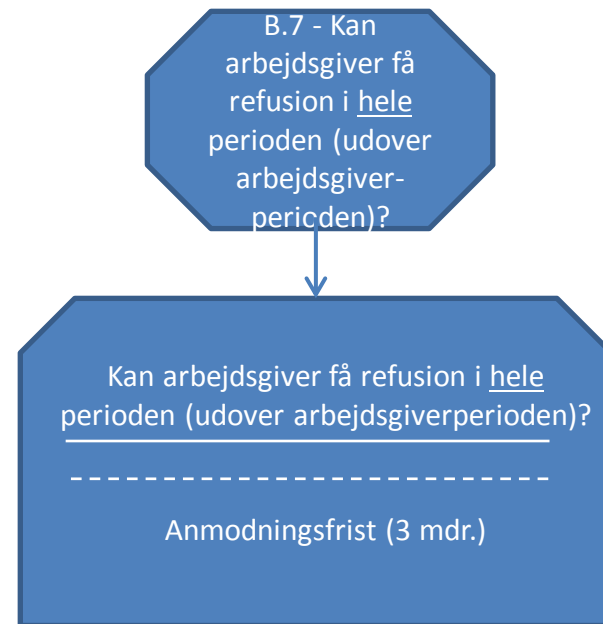 B.7 - Kan
arbejdsgiver få
refusion i hele
perioden (udover
arbejdsgiver-
perioden)?
Kan arbejdsgiver få refusion i hele
perioden (udover arbejdsgiverperioden)?
Anmodningsfrist (3 mdr.)